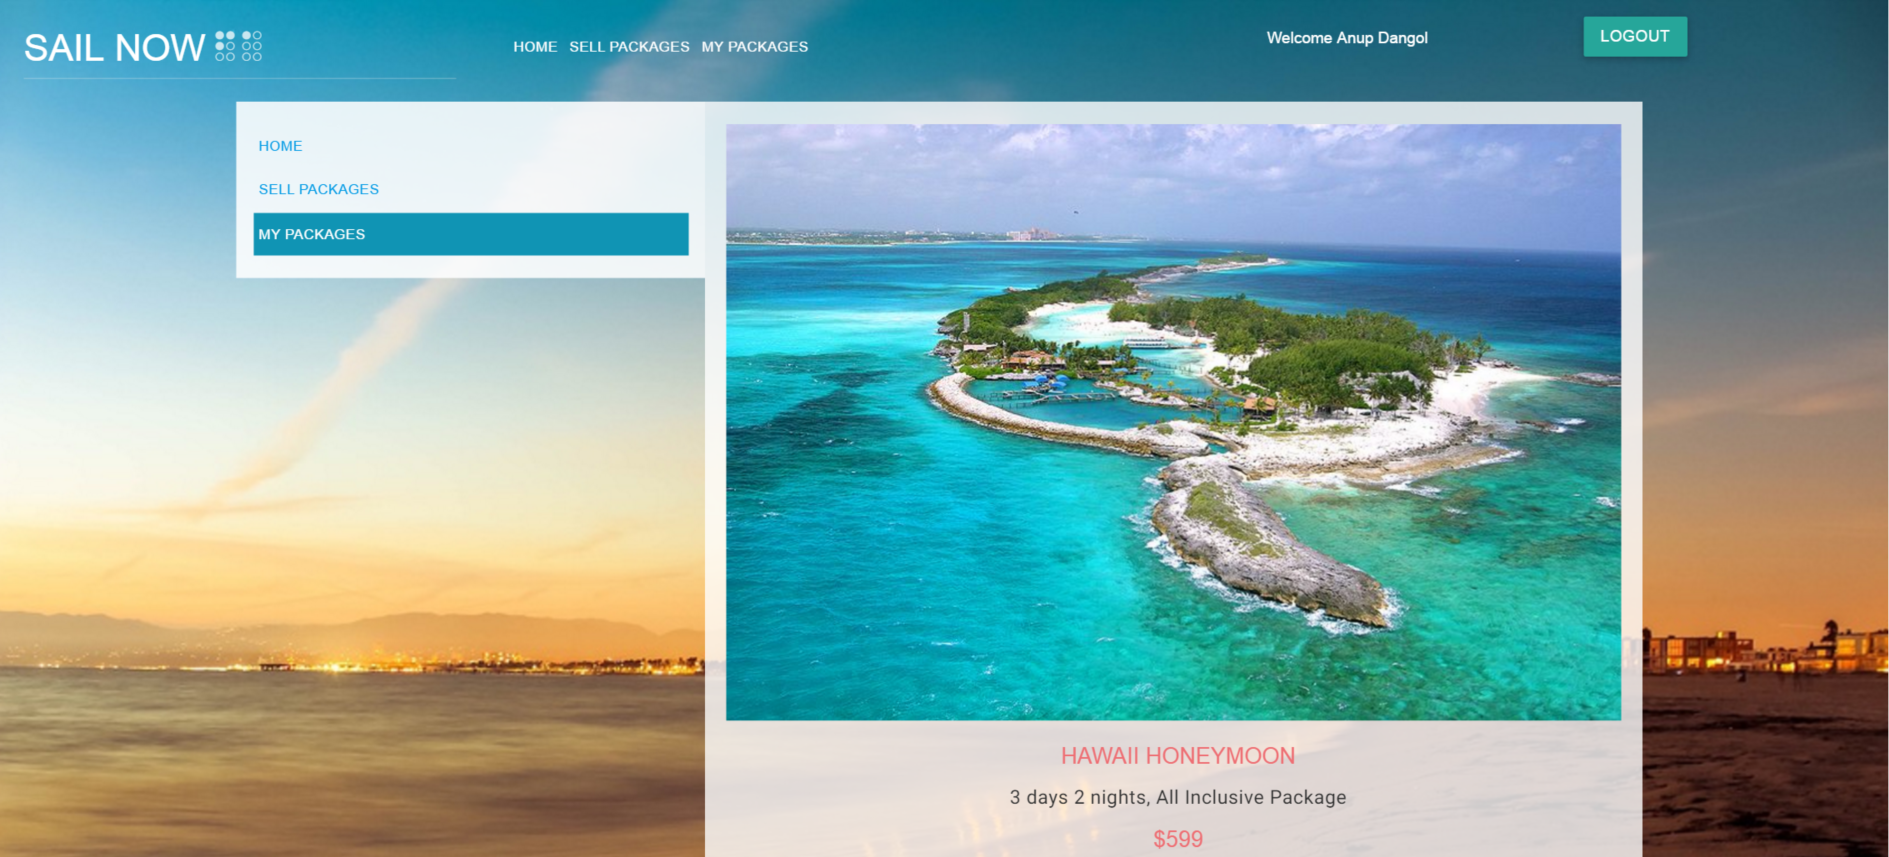 SAIL NOW
HOME SELL PACKAGES MY PACKAGES
Welcome Anup Dangol
LOGOUT
HOME
SELL PACKAGES
MY PACKAGES
HAWAII HONEYMOON
3 days 2 nights, All Inclusive Package
$599